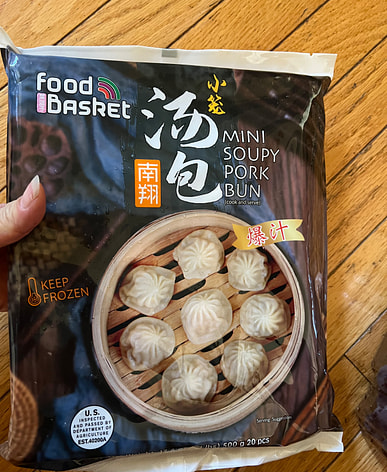 food
BASKET
小笼
汤包
南翔
MINI
SOUPY
PORK
BUN
(cook and serve)
爆汁
KEEP
FROZEN
U.S.
INSPECTED
AND PASSED BY
DEPARTMENT OF
AGRICULTURE
EST.40200A
Serving Suggestion
500 g 20 pcs